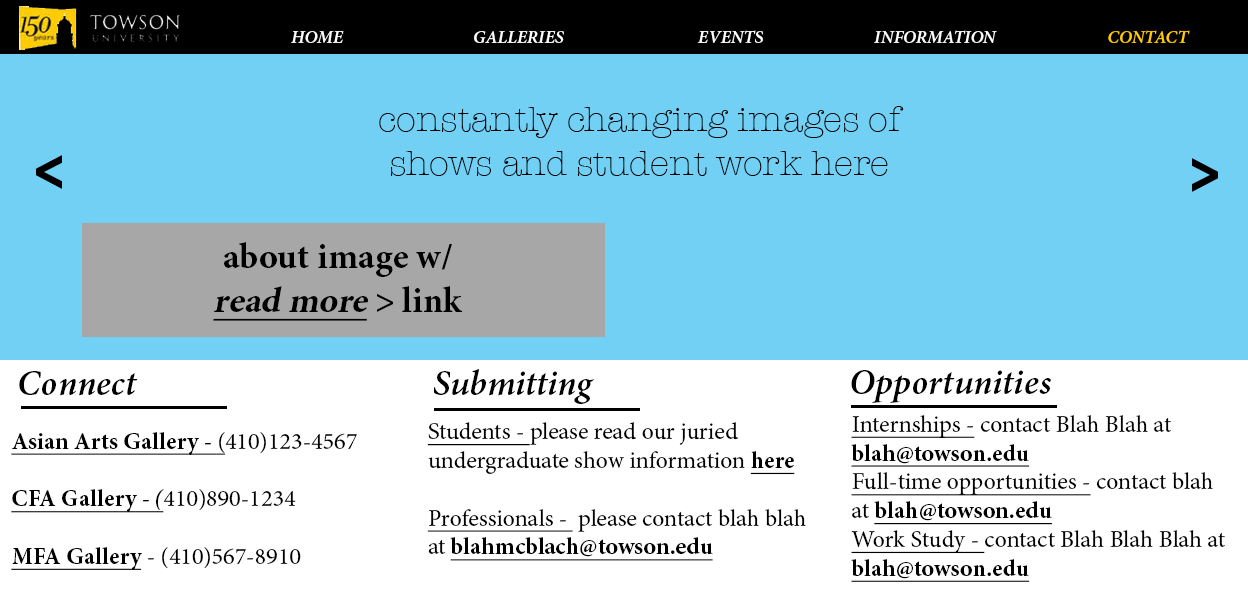 150 years
TOWSON
UNIVERSITY
HOME GALLERIES EVENTS INFORMATION CONTACT
constantly changing images of
shows and student work here
< >
about image w/
read more > link
Connect
Asian Arts Gallery - (410)123-4567
CFA Gallery - (410)890-1234
MFA Gallery - (410)567-8910
Submitting
Students - please read our juried
undergraduate show information here
Professionals - please contact blah blah
at blahmcblach@towson.edu
Opportunities
Internships - contact Blah Blah at
blah@towson.edu
Full-time opportunities - contact blah
at blah@towson.edu
Work Study - contact Blah Blah Blah at
blah@towson.edu